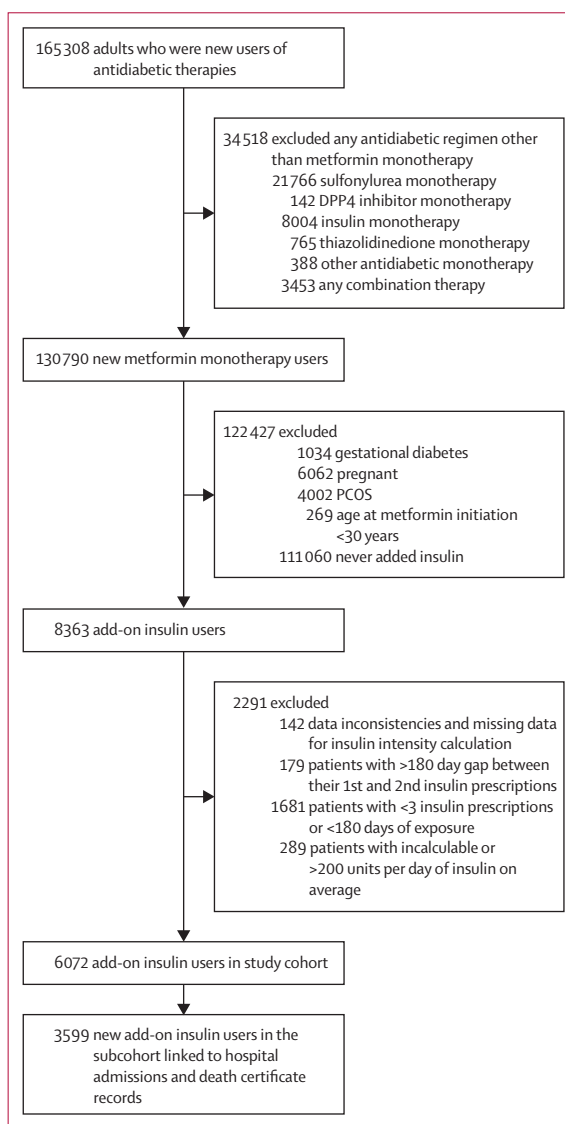 165 308 adults who were new users of
antidiabetic therapies
34 518 excluded any antidiabetic regimen other
than metformin monotherapy
21 766 sulfonylurea monotherapy
142 DPP4 inhibitor monotherapy
8004 insulin monotherapy
765 thiazolidinedione monotherapy
388 other antidiabetic monotherapy
3453 any combination therapy
130 790 new metformin monotherapy users
122 427 excluded
1034 gestational diabetes
6062 pregnant
4002 PCOS
269 age at metformin initiation
<30 years
111 060 never added insulin
8363 add-on insulin users
2291 excluded
142 data inconsistencies and missing data
for insulin intensity calculation
179 patients with >180 day gap between
their 1st and 2nd insulin prescriptions
1681 patients with <3 insulin prescriptions
or <180 days of exposure
289 patients with incalculable or
>200 units per day of insulin on
average
6072 add-on insulin users in study cohort
3599 new add-on insulin users in the
subcohort linked to hospital
admissions and death certificate
records